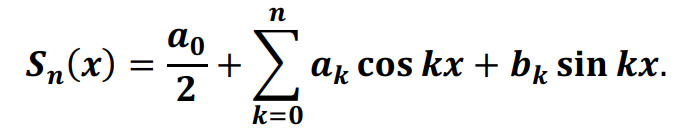 Sₙ(x) = a₀/2 + ∑ₖ₌₀ⁿ aₖ cos kx + bₖ sin kx.